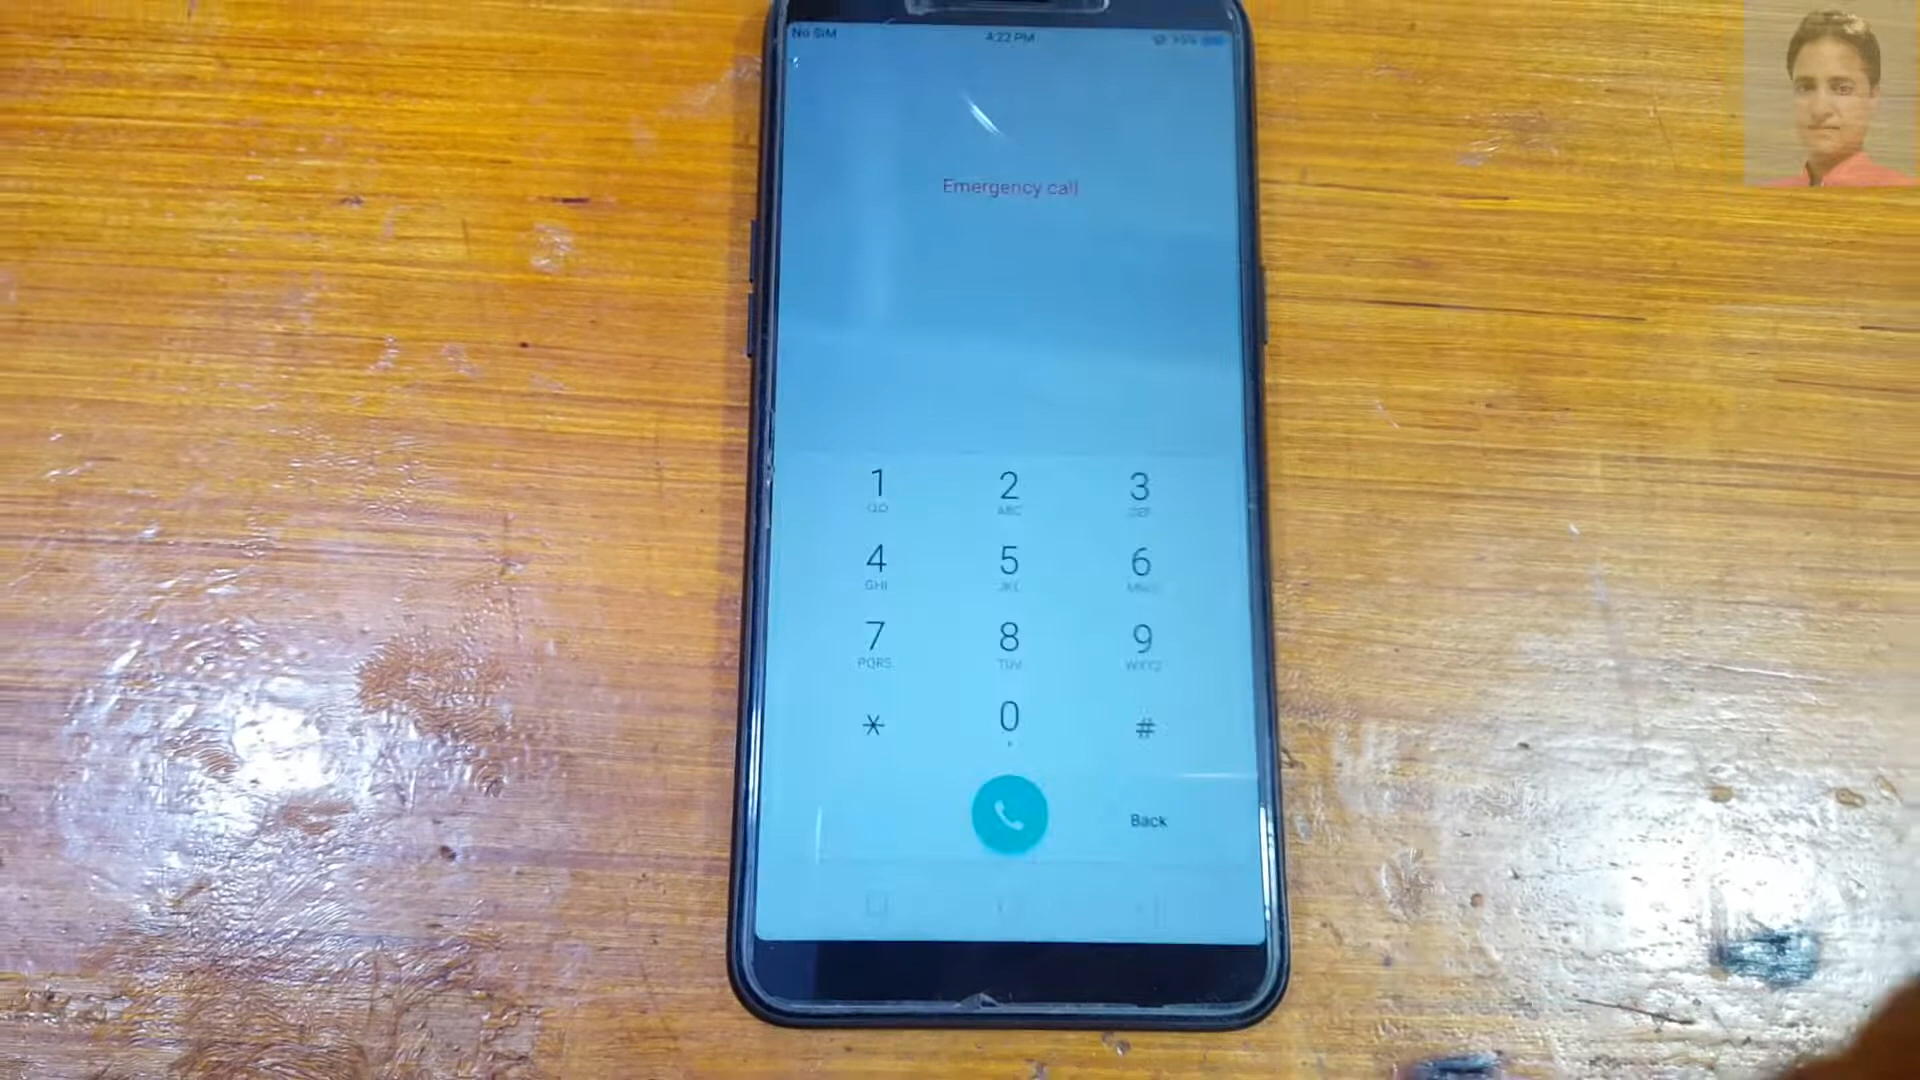 No SIM 4:22 PM
Emergency call
1 2 3
ABC DEF
4 5 6
GHI JKL MNO
7 8 9
PQRS TUV WXYZ
* 0 #
Back